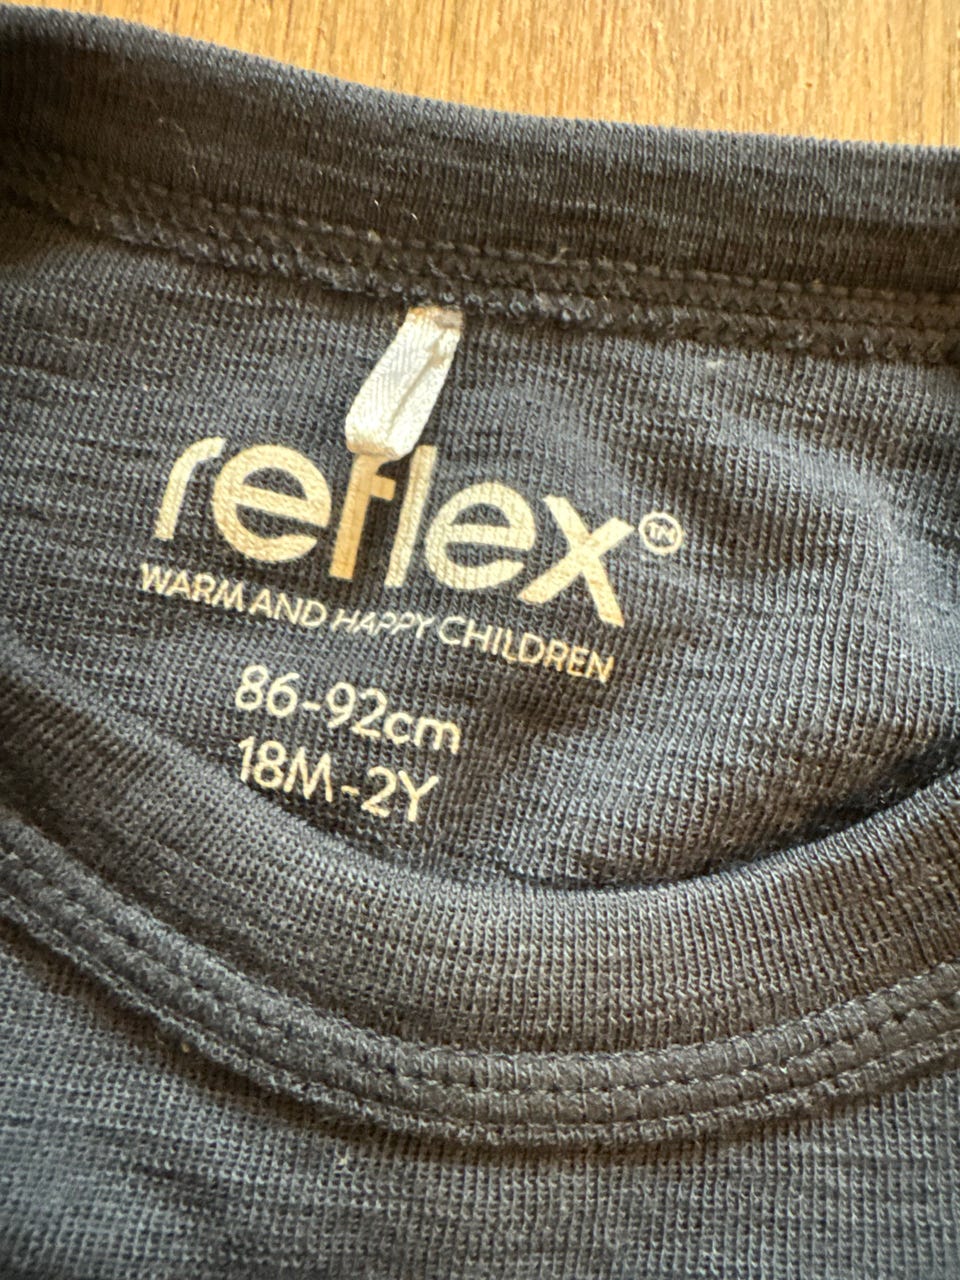 reflex™
WARM AND HAPPY CHILDREN
86-92cm
18M-2Y